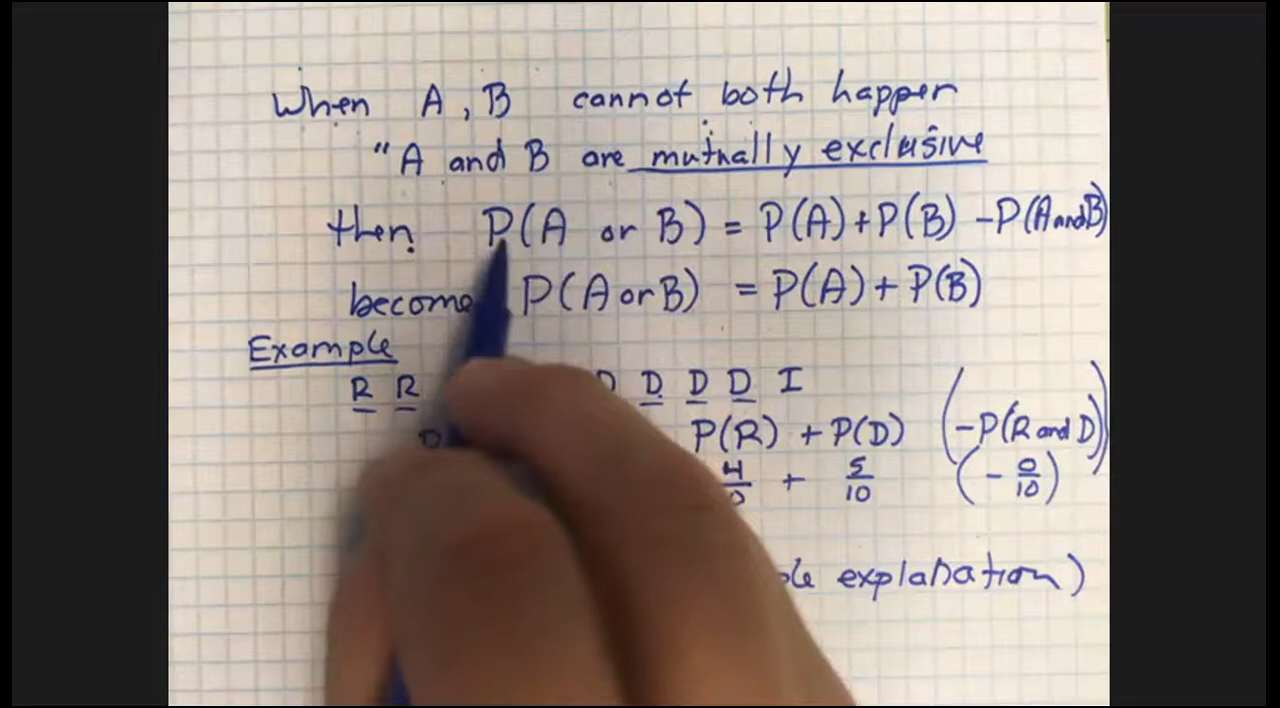 When A, B cannot both happen
"A and B are mutually exclusive
then P(A or B) = P(A) + P(B) - P(A and B)
become P(A or B) = P(A) + P(B)
Example
R R D D D D I
P(R) + P(D) (-P(R and D))
+ 5/10 (- 0/10)
explanation)